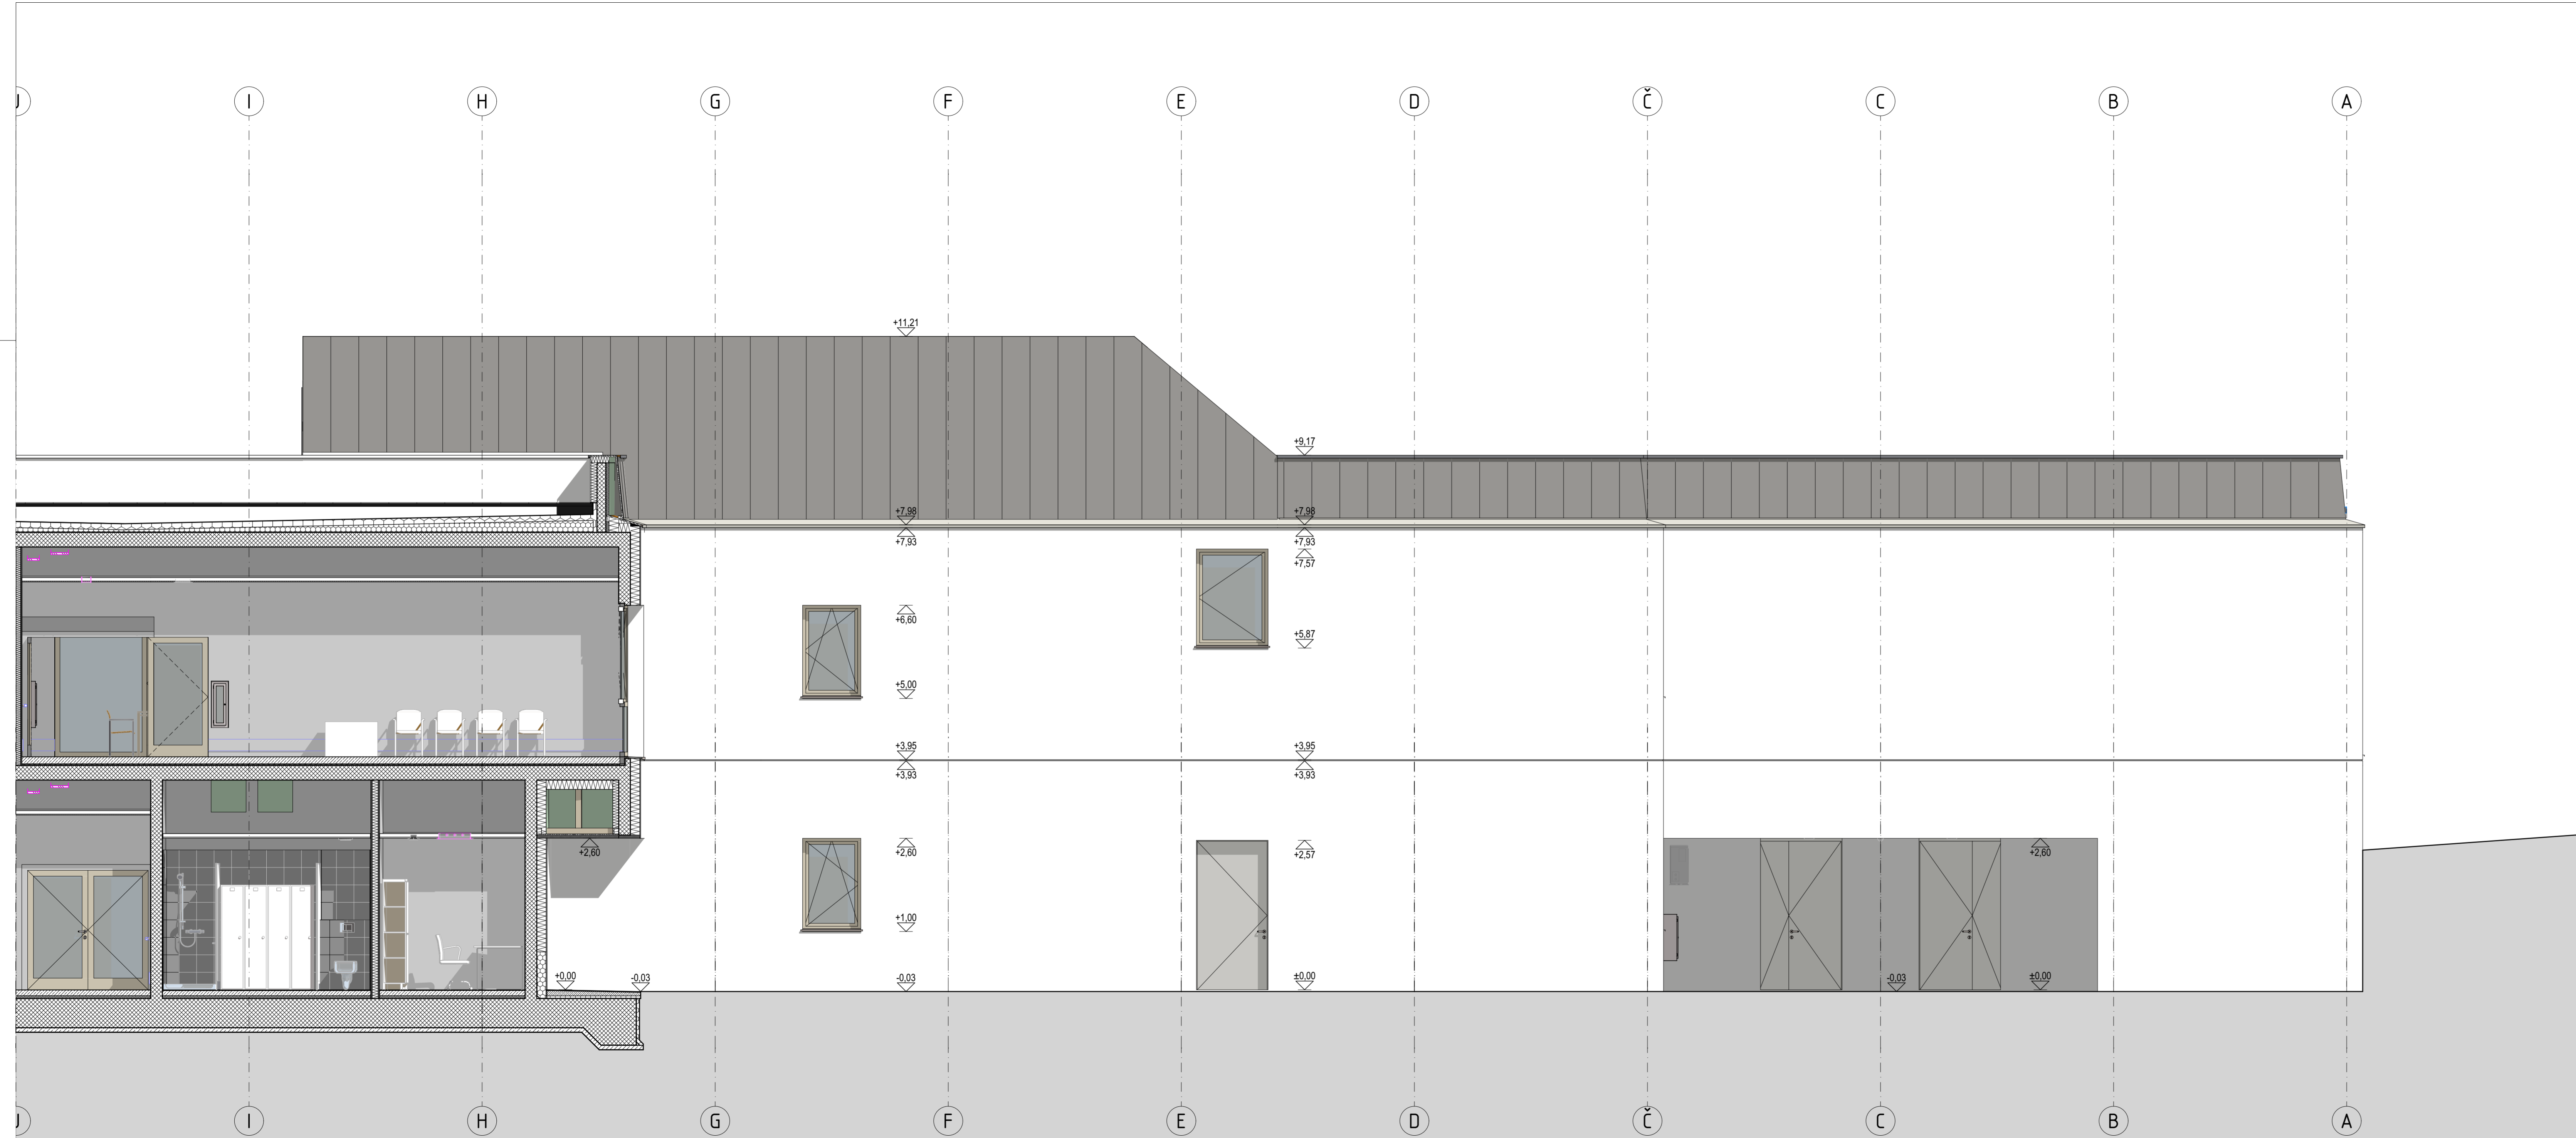 J I H G F E D Č C B A
+11,21
+9,17
+7,98 +7,98
+7,93 +7,93
+7,57
+6,60
+5,87
+5,00
+3,95 +3,95
+3,93 +3,93
+2,60 +2,60 +2,57 +2,60
+1,00
+0,00 -0,03 -0,03 ±0,00 -0,03 ±0,00
J I H G F E D Č C B A